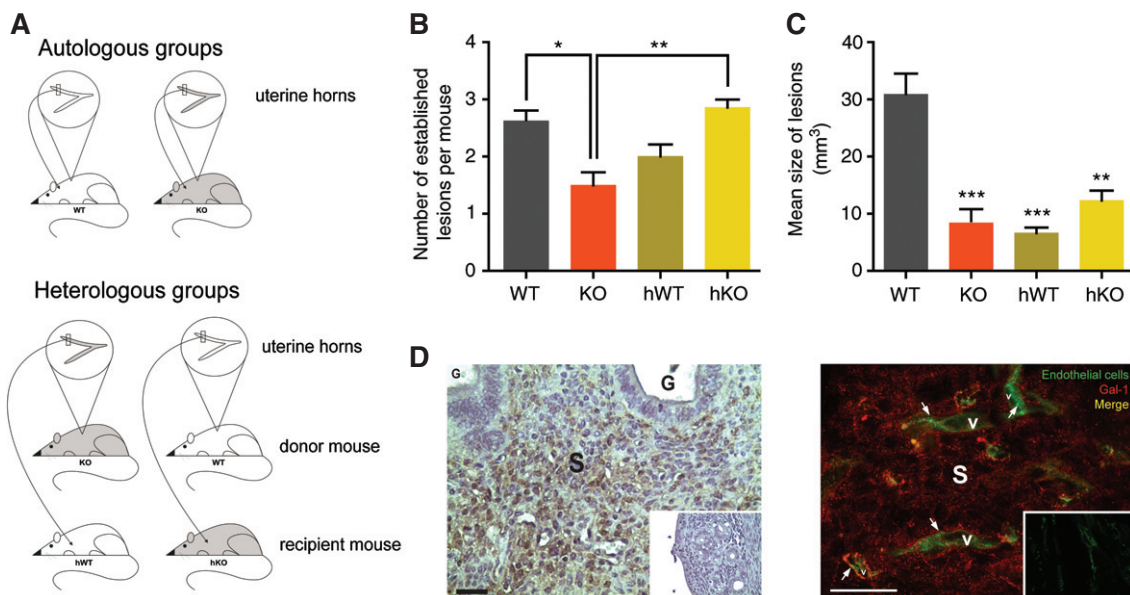 A
Autologous groups
uterine horns
WT
KO
Heterologous groups
uterine horns
donor mouse
KO
WT
recipient mouse
hWT
hKO
B
Number of established
lesions per mouse
4
3
2
1
0
*
**
WT
KO
hWT
hKO
C
Mean size of lesions
(mm³)
40
30
20
10
0
***
***
**
WT
KO
hWT
hKO
D
G
G
S
Endothelial cells
Gal-1
Merge
v
v
S
v
v